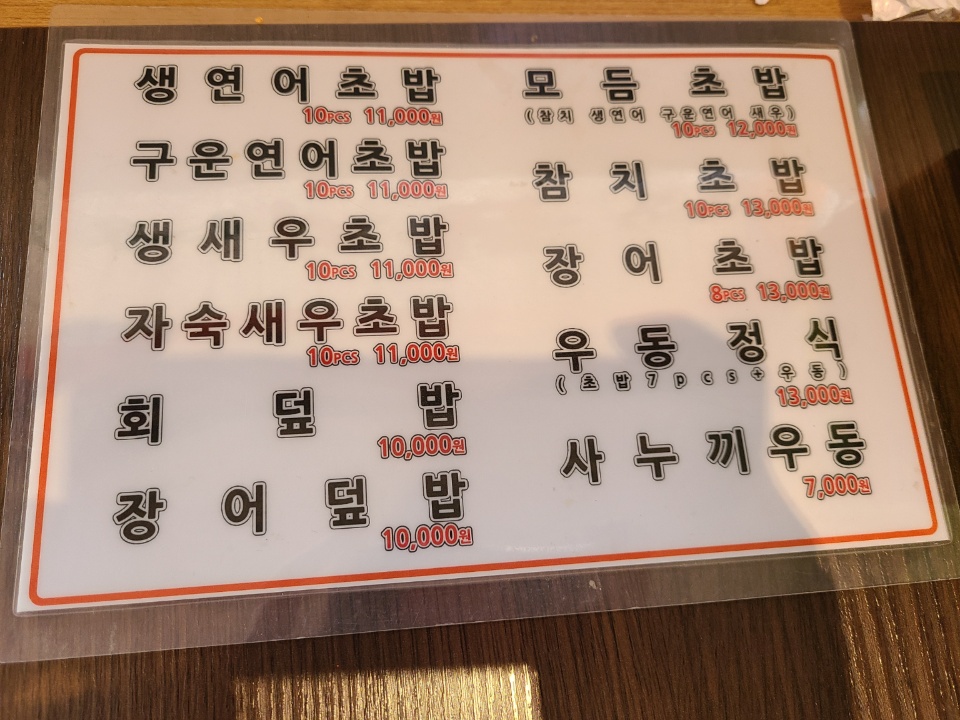 생연어초밥
10PCS 11,000원
구운연어초밥
10PCS 11,000원
생새우초밥
10PCS 11,000원
자숙새우초밥
10PCS 11,000원
회덮밥
10,000원
장어덮밥
10,000원
모듬초밥
(참치 생연어 구운연어 새우)
10PCS 12,000원
참치초밥
10PCS 13,000원
장어초밥
8PCS 13,000원
우동정식
(초밥7pcs+우동)
13,000원
사누끼우동
7,000원